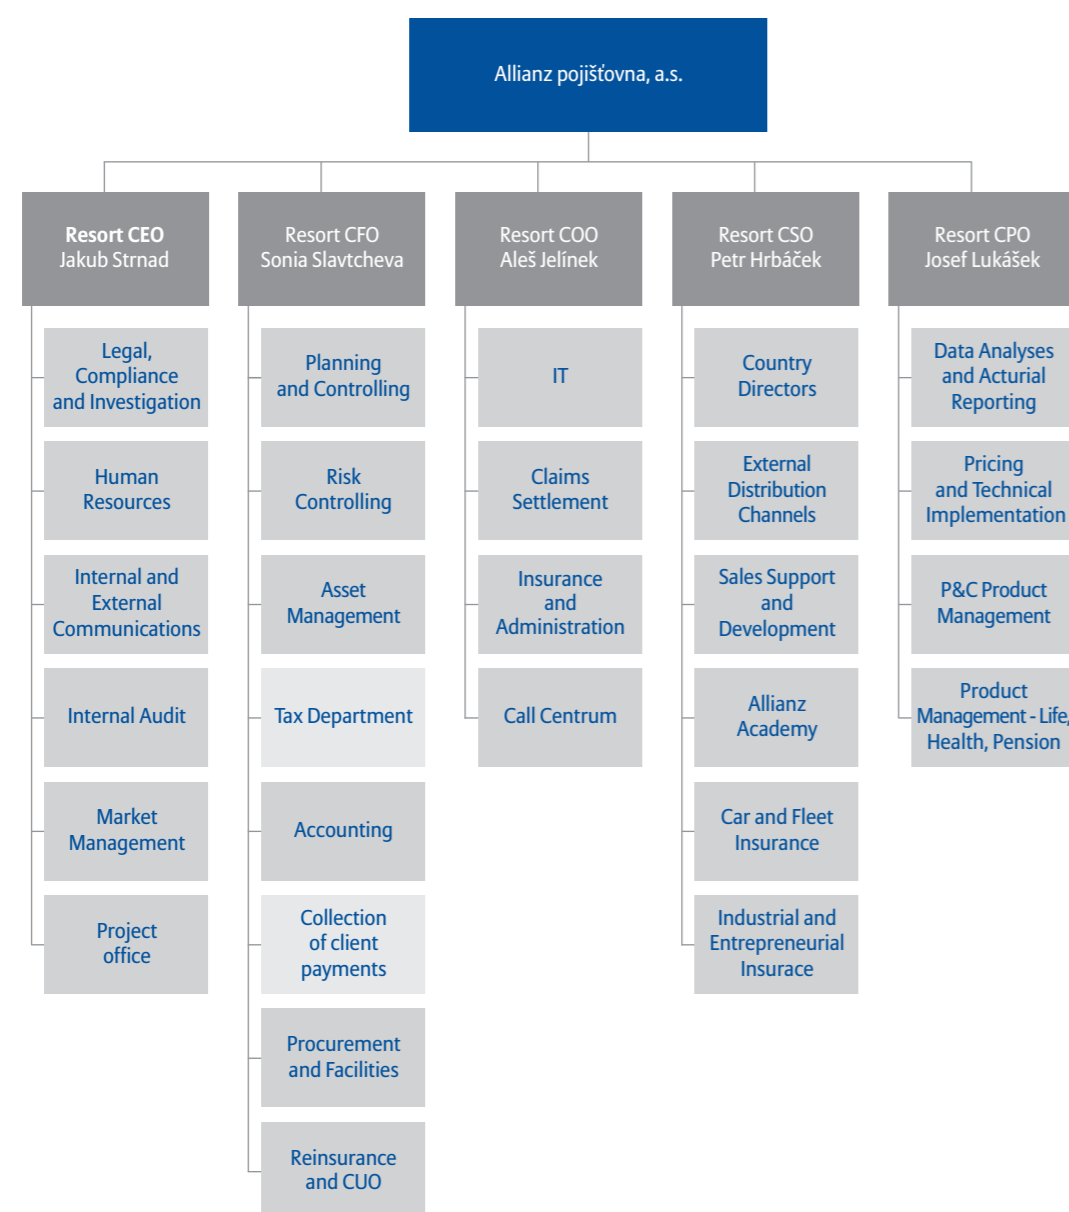 Allianz pojišťovna, a.s.
Resort CEO
Jakub Strnad
Legal,
Compliance
and Investigation
Human
Resources
Internal and
External
Communications
Internal Audit
Market
Management
Project
office
Resort CFO
Sonia Slavtcheva
Planning
and Controlling
Risk
Controlling
Asset
Management
Tax Department
Accounting
Collection
of client
payments
Procurement
and Facilities
Reinsurance
and CUO
Resort COO
Aleš Jelínek
IT
Claims
Settlement
Insurance
and
Administration
Call Centrum
Resort CSO
Petr Hrbáček
Country
Directors
External
Distribution
Channels
Sales Support
and
Development
Allianz
Academy
Car and Fleet
Insurance
Industrial and
Entrepreneurial
Insurace
Resort CPO
Josef Lukášek
Data Analyses
and Acturial
Reporting
Pricing
and Technical
Implementation
P&C Product
Management
Product
Management - Life,
Health, Pension